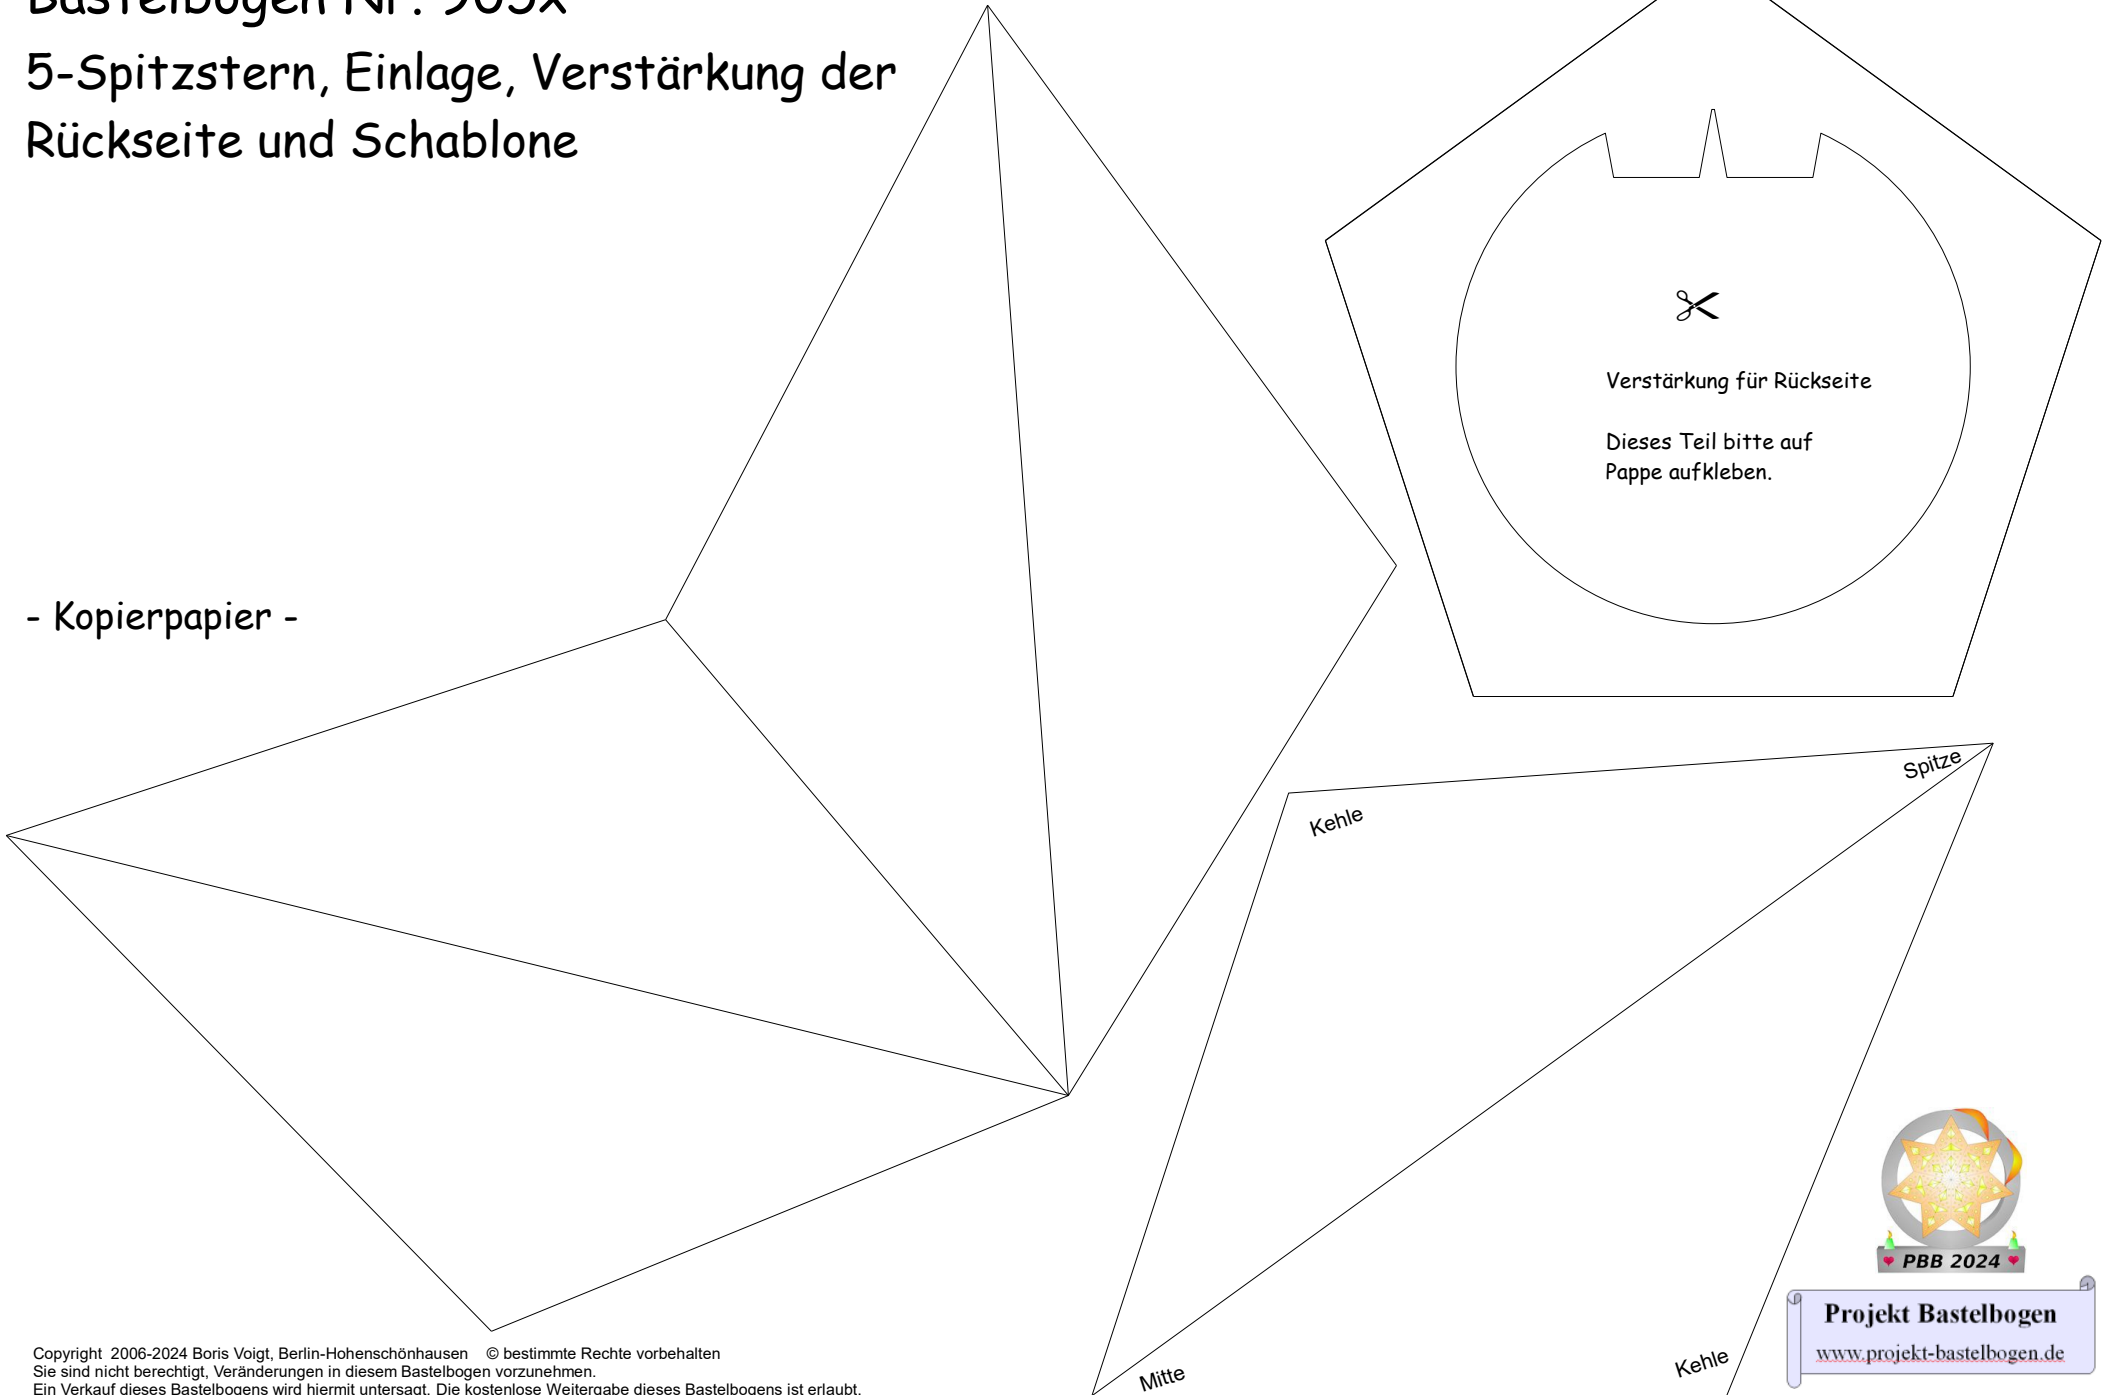 Bastelbogen Nr. 905x
5-Spitzstern, Einlage, Verstärkung der
Rückseite und Schablone
- Kopierpapier -
Verstärkung für Rückseite
Dieses Teil bitte auf
Pappe aufkleben.
Spitze
Kehle
Mitte
Kehle
PBB 2024
Projekt Bastelbogen
www.projekt-bastelbogen.de
Copyright 2006-2024 Boris Voigt, Berlin-Hohenschönhausen © bestimmte Rechte vorbehalten
Sie sind nicht berechtigt, Veränderungen in diesem Bastelbogen vorzunehmen.
Ein Verkauf dieses Bastelbogens wird hiermit untersagt. Die kostenlose Weitergabe dieses Bastelbogens ist erlaubt.